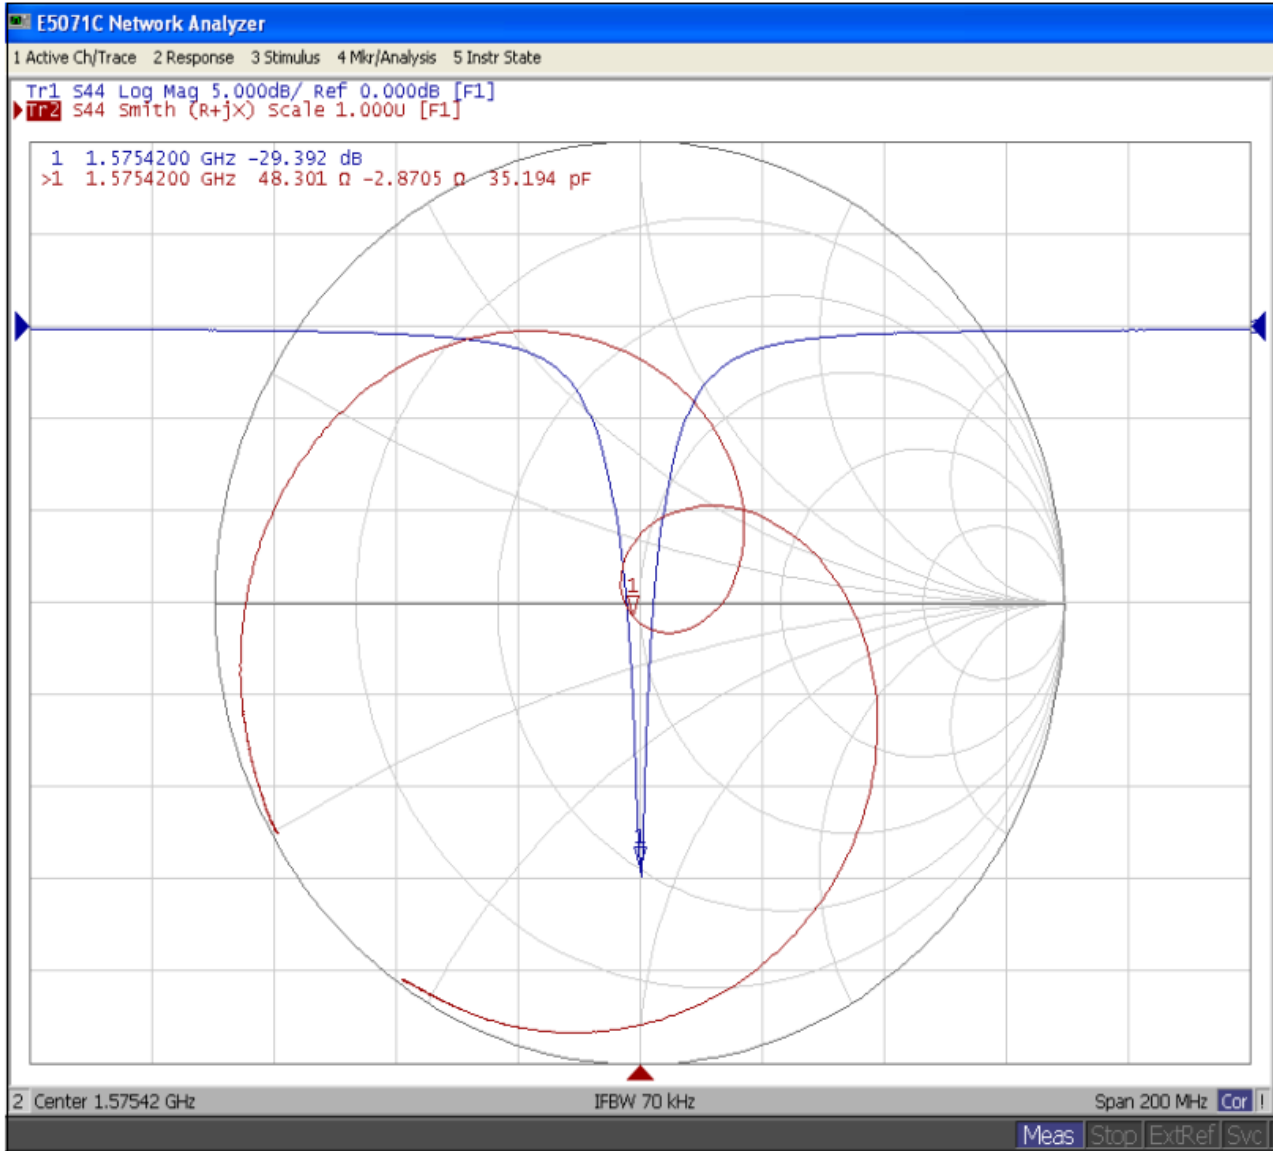 E5071C Network Analyzer
1 Active Ch/Trace 2 Response 3 Stimulus 4 Mkr/Analysis 5 Instr State
Tr1 S44 Log Mag 5.000dB/ Ref 0.000dB [F1]
Tr2 S44 Smith (R+jX) Scale 1.000U [F1]
1 1.5754200 GHz -29.392 dB
>1 1.5754200 GHz 48.301 Ω -2.8705 Ω 35.194 pF
1
2 Center 1.57542 GHz IFBW 70 kHz Span 200 MHz Cor !
Meas Stop ExtRef Svc